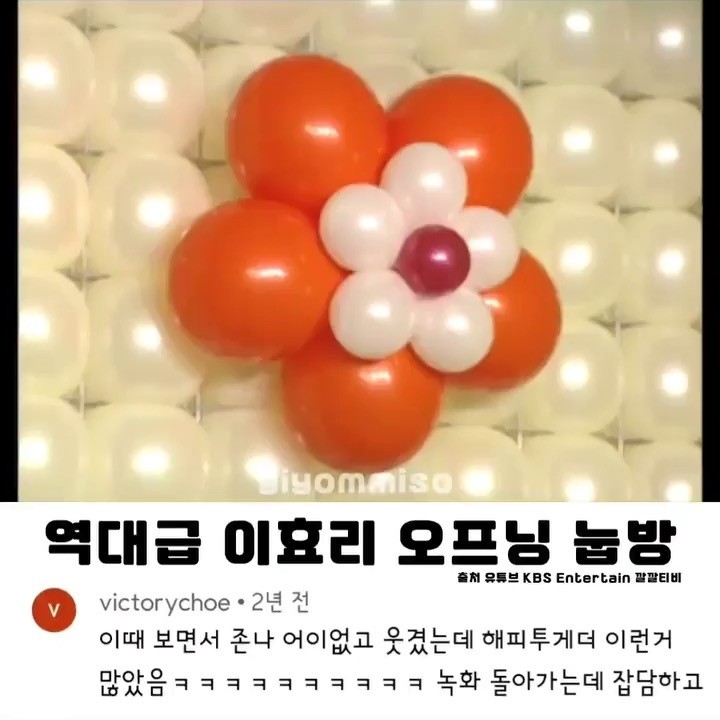 giyommiso
역대급 이효리 오프닝 눕방
출처 유튜브 KBS Entertain 깔깔티비
V
victorychoe • 2년 전
이때 보면서 존나 어이없고 웃겼는데 해피투게더 이런거
많았음ㅋㅋㅋㅋㅋㅋㅋㅋㅋㅋ 녹화 돌아가는데 잡담하고